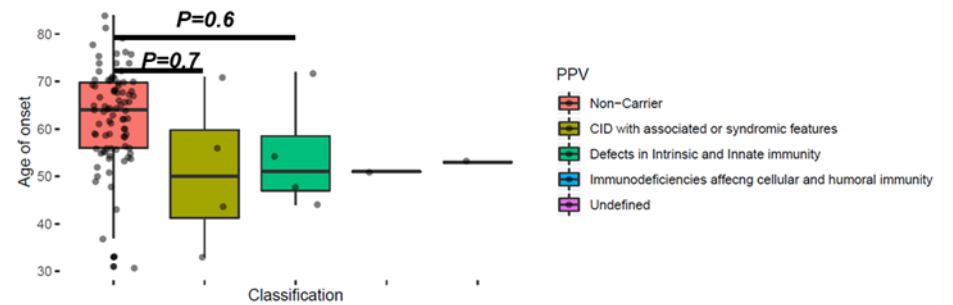 P=0.6
P=0.7
80
70
60
50
40
30
Age of onset
Classification
PPV
Non-Carrier
CID with associated or syndromic features
Defects in Intrinsic and Innate immunity
Immunodeficiencies affecng cellular and humoral immunity
Undefined